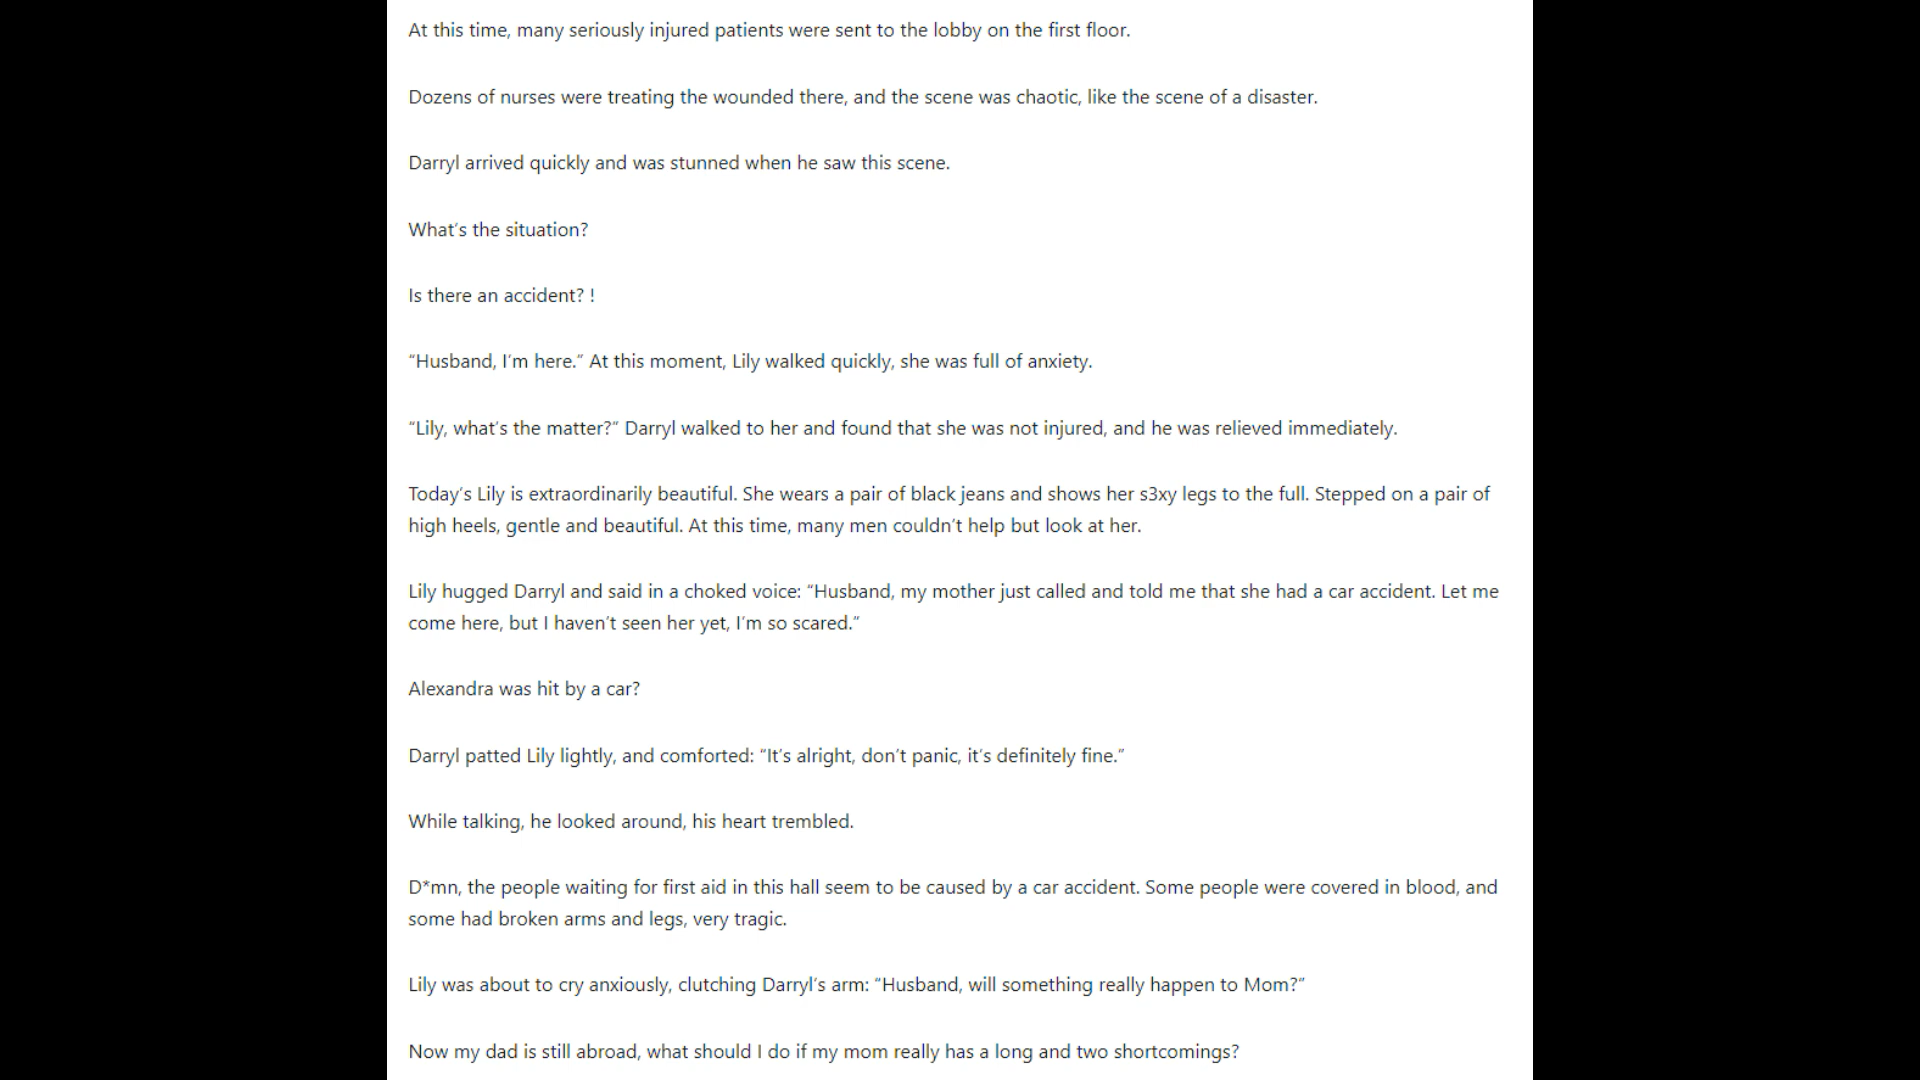 At this time, many seriously injured patients were sent to the lobby on the first floor.
Dozens of nurses were treating the wounded there, and the scene was chaotic, like the scene of a disaster.
Darryl arrived quickly and was stunned when he saw this scene.
What’s the situation?
Is there an accident? !
“Husband, I’m here.” At this moment, Lily walked quickly, she was full of anxiety.
“Lily, what’s the matter?” Darryl walked to her and found that she was not injured, and he was relieved immediately.
Today’s Lily is extraordinarily beautiful. She wears a pair of black jeans and shows her s3xy legs to the full. Stepped on a pair of
high heels, gentle and beautiful. At this time, many men couldn’t help but look at her.
Lily hugged Darryl and said in a choked voice: “Husband, my mother just called and told me that she had a car accident. Let me
come here, but I haven’t seen her yet, I’m so scared.”
Alexandra was hit by a car?
Darryl patted Lily lightly, and comforted: “It’s alright, don’t panic, it’s definitely fine.”
While talking, he looked around, his heart trembled.
D*mn, the people waiting for first aid in this hall seem to be caused by a car accident. Some people were covered in blood, and
some had broken arms and legs, very tragic.
Lily was about to cry anxiously, clutching Darryl’s arm: “Husband, will something really happen to Mom?”
Now my dad is still abroad, what should I do if my mom really has a long and two shortcomings?